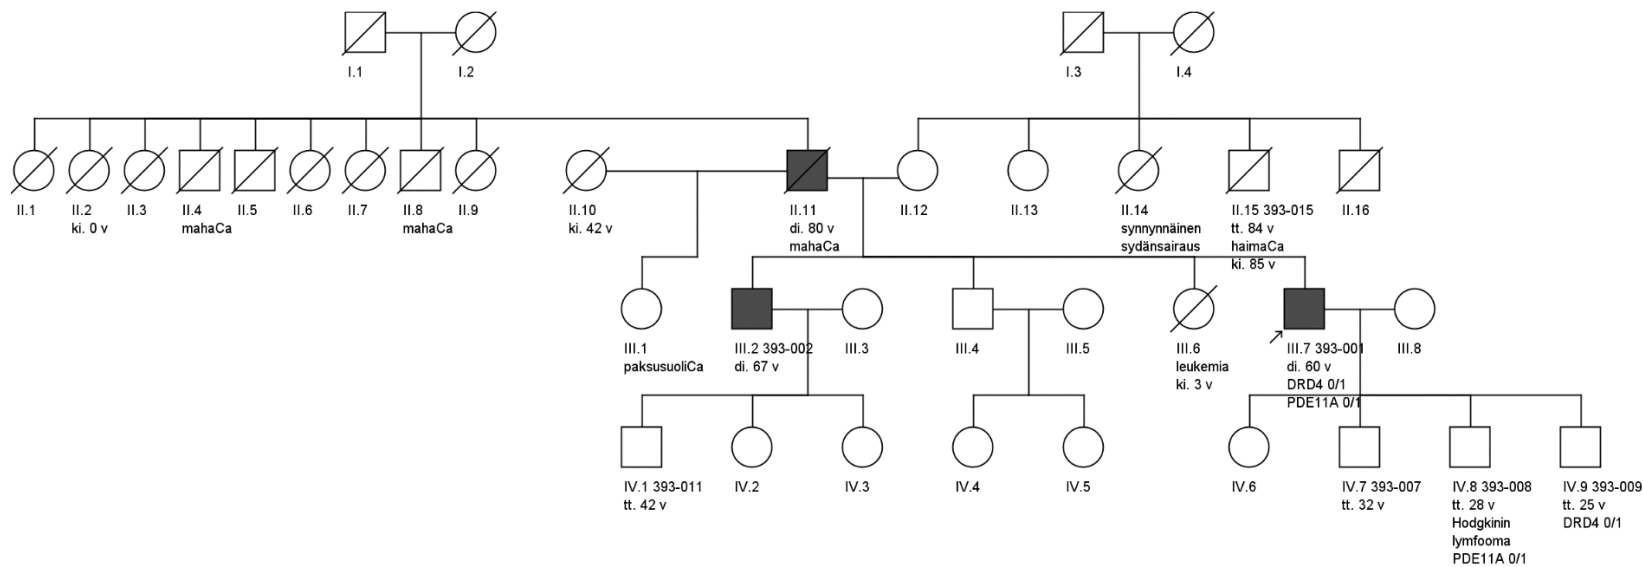 I.1
I.2
I.3
I.4
II.1
II.2
ki. 0 v
II.3
II.4
mahaCa
II.5
II.6
II.7
II.8
mahaCa
II.9
II.10
ki. 42 v
II.11
di. 80 v
mahaCa
II.12
II.13
II.14
synnynnäinen
sydänsairaus
II.15 393-015
tt. 84 v
haimaCa
ki. 85 v
II.16
III.1
paksusuoliCa
III.2 393-002
di. 67 v
III.3
III.4
III.5
III.6
leukemia
ki. 3 v
III.7 393-001
di. 60 v
DRD4 0/1
PDE11A 0/1
III.8
IV.1 393-011
tt. 42 v
IV.2
IV.3
IV.4
IV.5
IV.6
IV.7 393-007
tt. 32 v
IV.8 393-008
tt. 28 v
Hodgkinin
lymfooma
PDE11A 0/1
IV.9 393-009
tt. 25 v
DRD4 0/1